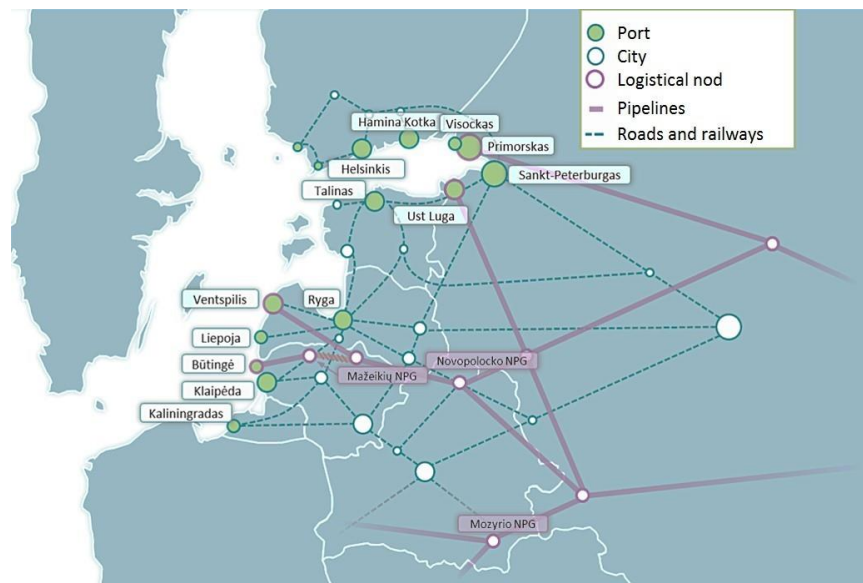 Port
City
Logistical nod
Pipelines
Roads and railways
Hamina Kotka
Visockas
Primorskas
Helsinkis
Sankt-Peterburgas
Talinas
Ust Luga
Ventspilis
Ryga
Liepoja
Būtingė
Novopolocko NPG
Mažeikių NPG
Klaipėda
Kaliningradas
Mozyrio NPG